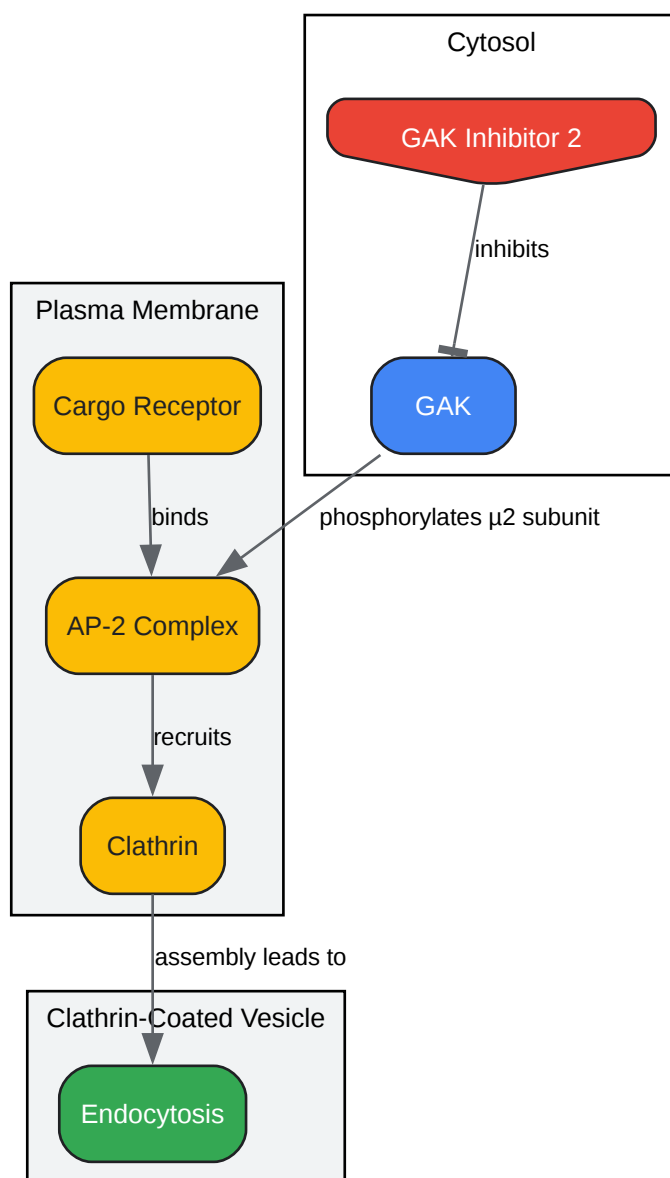 Cytosol
GAK Inhibitor 2
inhibits
Plasma Membrane
Cargo Receptor
GAK
binds
phosphorylates µ2 subunit
AP-2 Complex
recruits
Clathrin
assembly leads to
Clathrin-Coated Vesicle
Endocytosis